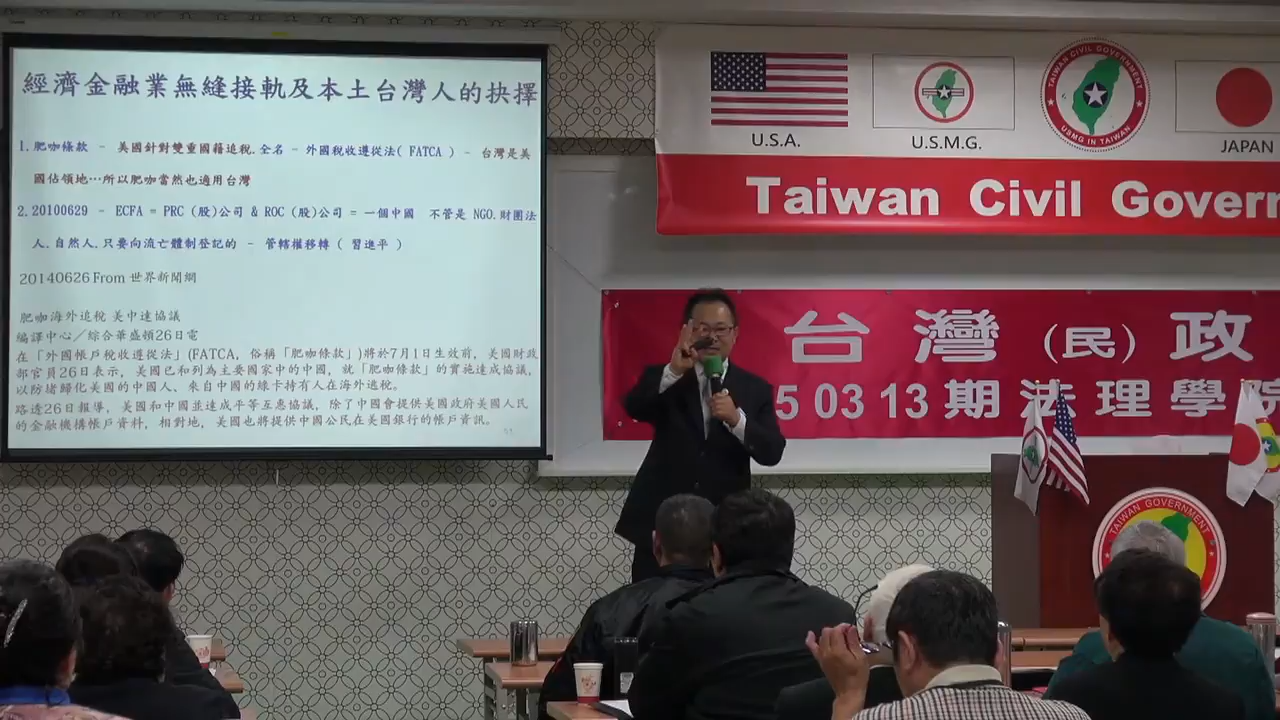 經濟金融業無縫接軌及本土台灣人的抉擇
1.肥咖條款 – 美國針對雙重國籍追稅.全名 – 外國稅收遵從法( FATCA ) – 台灣是美
國佔領地…所以肥咖當然也適用台灣
2.20100629 – ECFA = PRC (股)公司 & ROC (股)公司 = 一個中國 不管是 NGO.財團法
人.自然人.只要向流亡體制登記的 – 管轄權移轉 ( 習進平 )
20140626 From 世界新聞網
肥咖海外追稅 美中達協議
編譯中心／綜合華盛頓26日電
在「外國帳戶稅收遵從法」(FATCA, 俗稱「肥咖條款」)將於7月1日生效前, 美國財政
部官員26日表示, 美國已和列為主要國家中的中國, 就「肥咖條款」的實施達成協議,
以防堵歸化美國的中國人、來自中國的綠卡持有人在海外逃稅。
路透26日報導, 美國和中國並達成平等互惠協議, 除了中國會提供美國政府美國人民
的金融機構帳戶資料, 相對地, 美國也將提供中國公民在美國銀行的帳戶資訊。
U.S.A.
U.S.M.G.
TAIWAN CIVIL GOVERNMENT
USMG IN TAIWAN
JAPAN
Taiwan Civil Govern
台灣(民)政
5 03 13期法理學院
TAIWAN GOVERNMENT